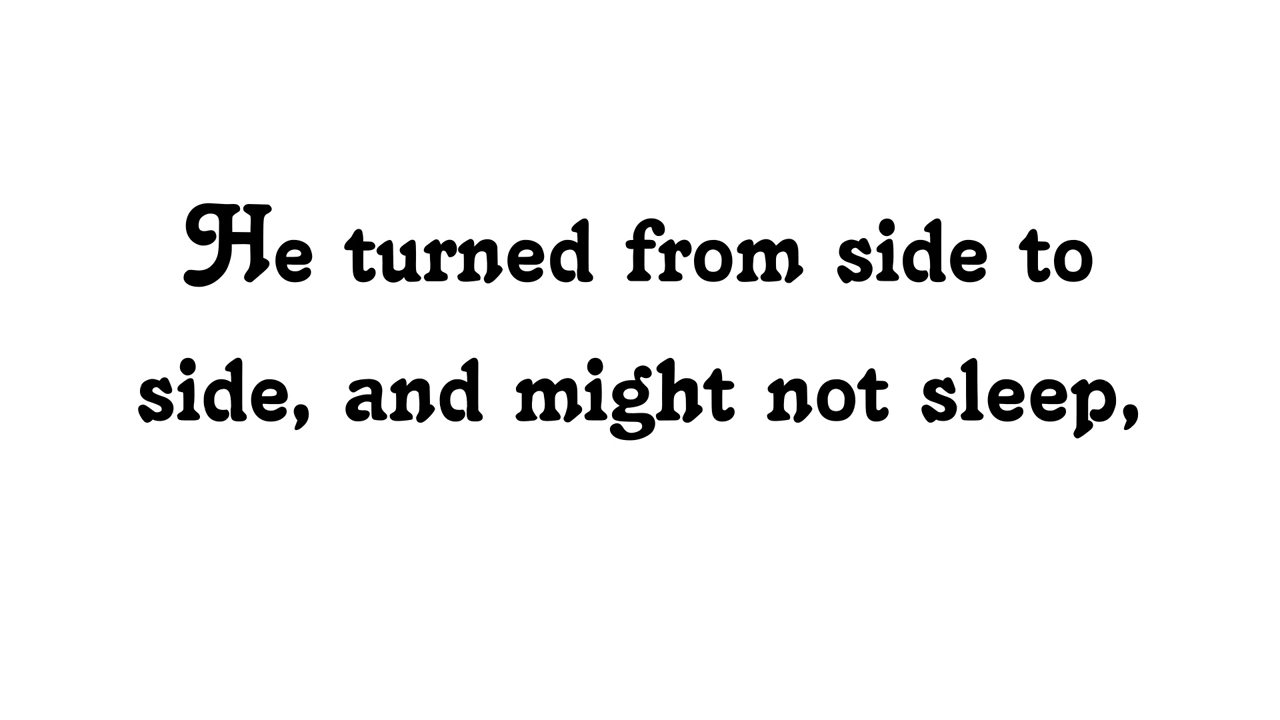 He turned from side to
side, and might not sleep,